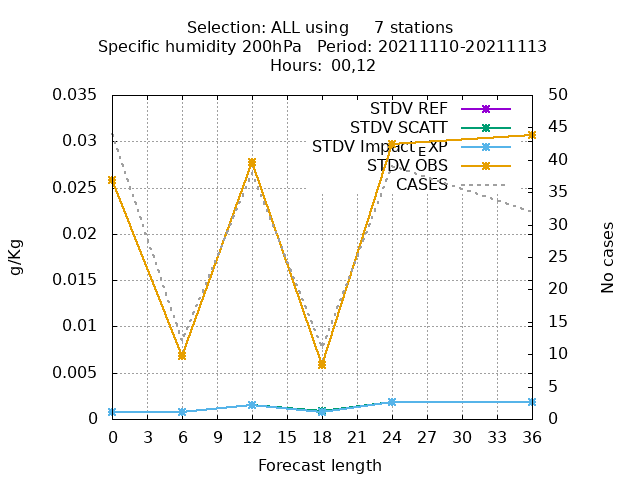 Selection: ALL using     7 stations
Specific humidity 200hPa   Period: 20211110-20211113
Hours:  00,12
0.035
0.03
0.025
0.02
0.015
0.01
0.005
0
g/Kg
50
45
40
35
30
25
20
15
10
5
0
No cases
STDV REF
STDV SCATT
STDV Impact_EXP
STDV OBS
CASES
0 3 6 9 12 15 18 21 24 27 30 33 36
Forecast length